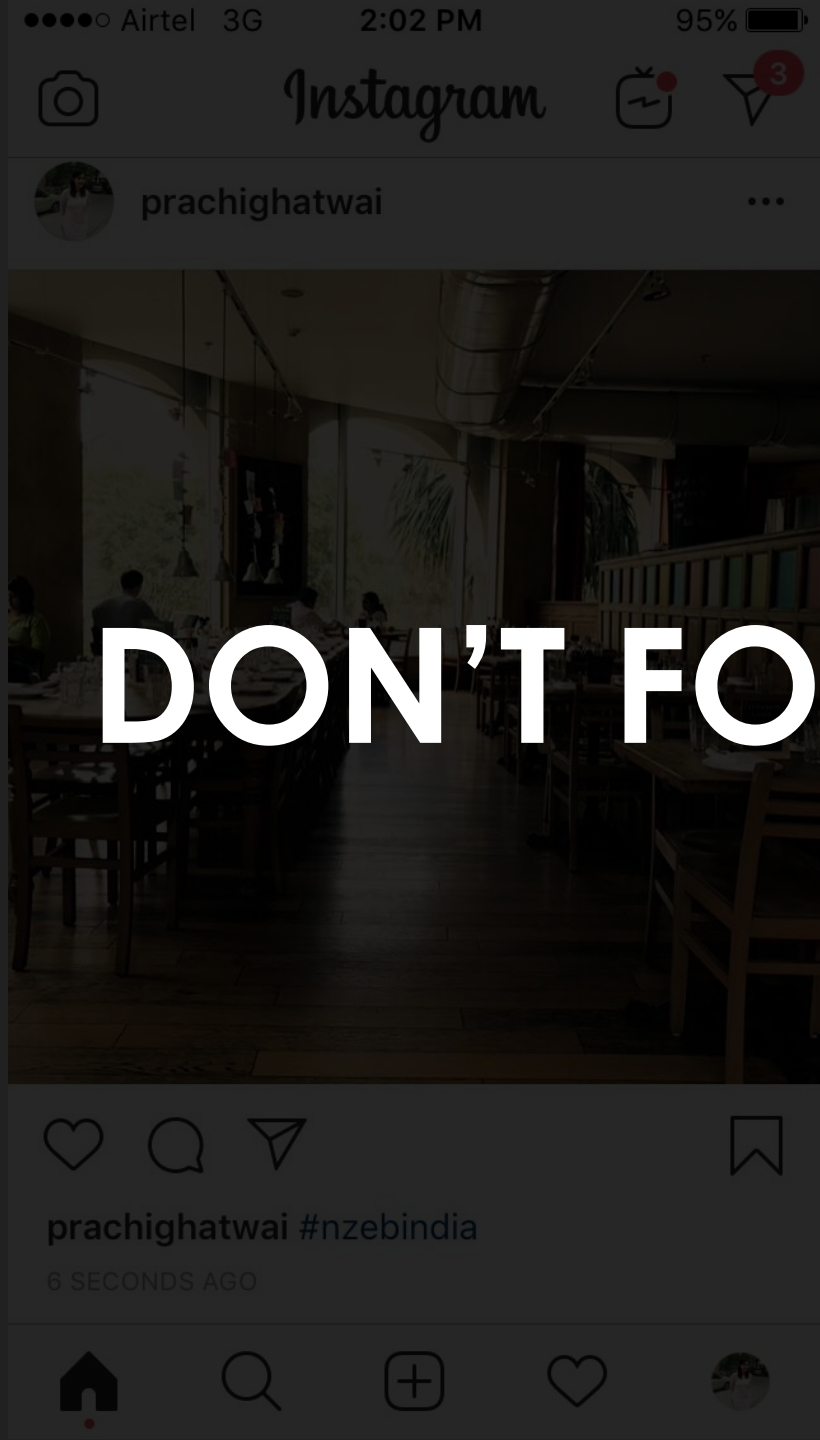 Airtel 3G 2:02 PM 95%
Instagram 3
prachighatwai
DON'T FO
prachighatwai #nzebindia
6 SECONDS AGO